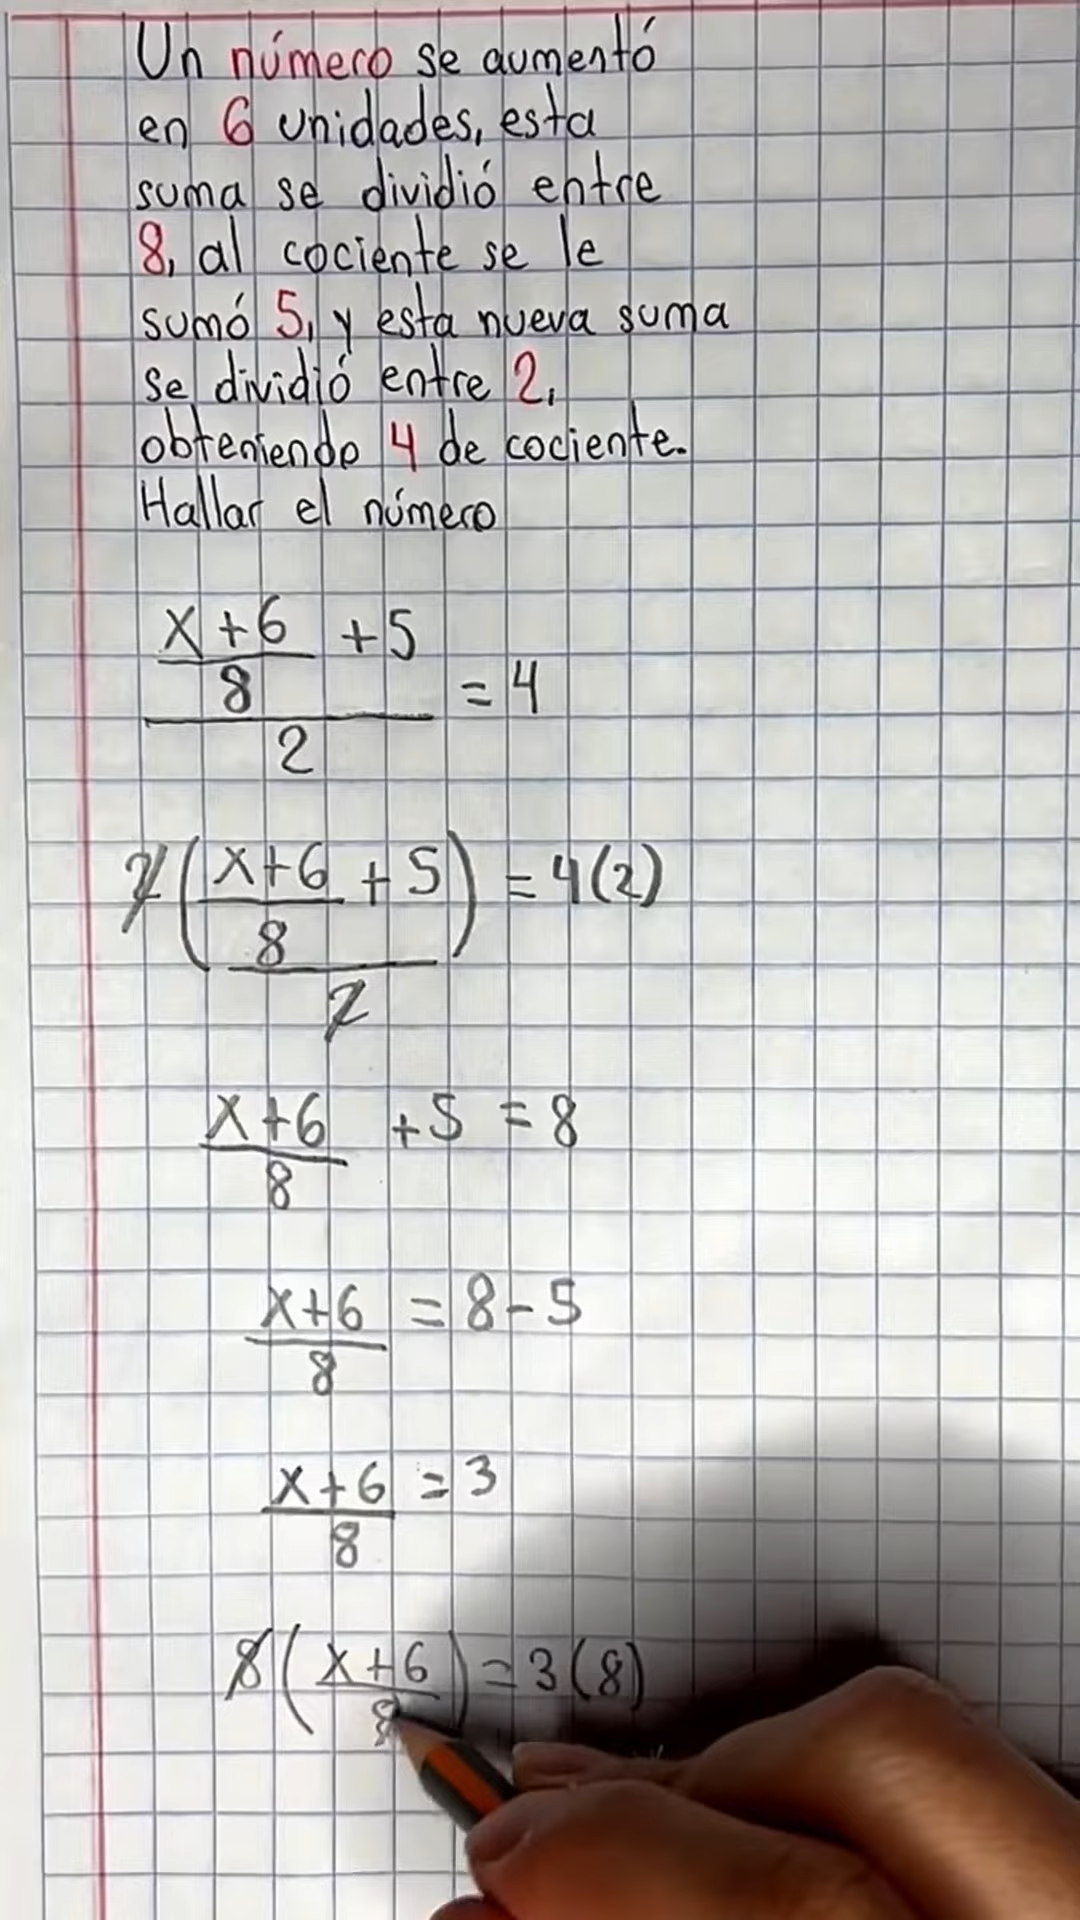 Un número se aumentó
en 6 unidades, esta
suma se dividió entre
8, al cociente se le
sumó 5, y esta nueva suma
se dividió entre 2,
obteniendo 4 de cociente.
Hallar el número
x+6 +5
8
= 4
2
2(x+6 + 5) = 4(2)
8
2
x+6 +5 = 8
8
x+6 = 8-5
8
x+6 = 3
8
8(x+6) = 3(8)
8